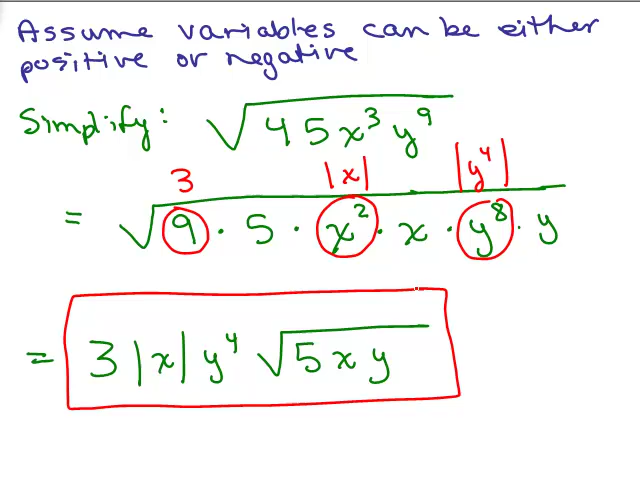 Assume variables can be either
positive or negative
Simplify: √45x³y⁹
3 |x| |y⁴|
= √9 · 5 · x² · x · y⁸ · y
= 3|x|y⁴√5xy